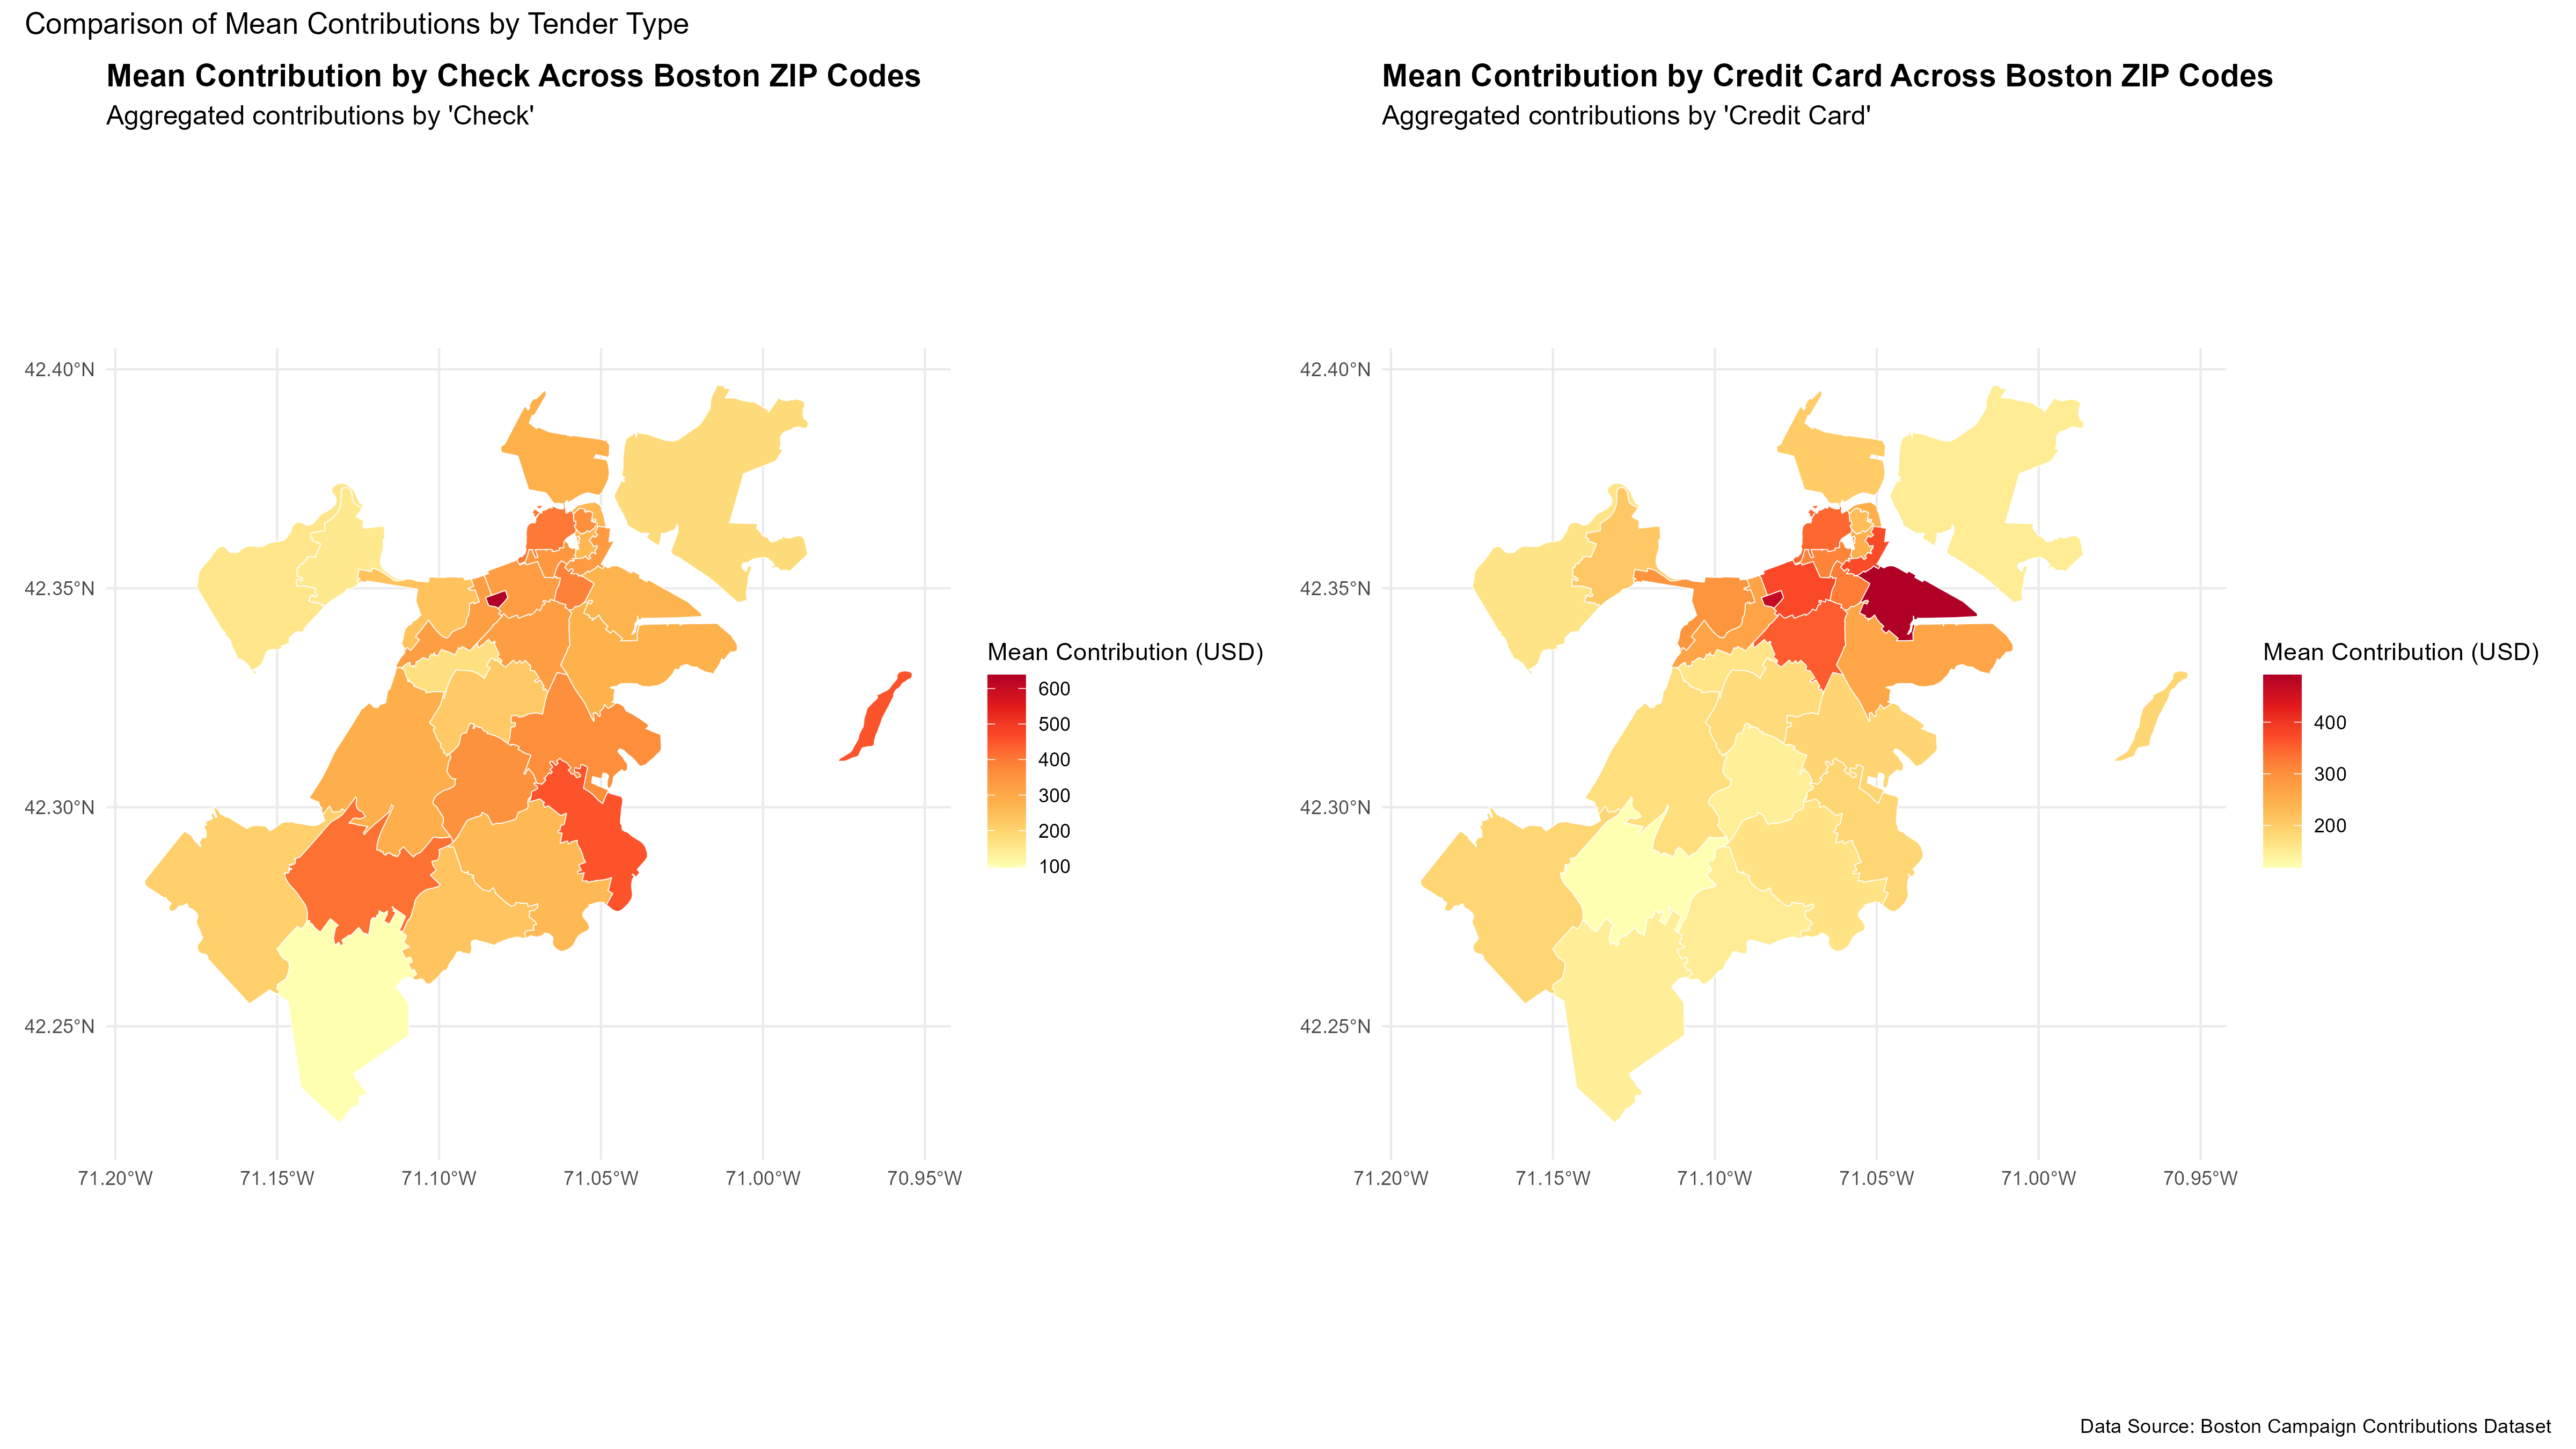 Comparison of Mean Contributions by Tender Type
Mean Contribution by Check Across Boston ZIP Codes
Aggregated contributions by 'Check'
42.40°N
42.35°N
42.30°N
42.25°N
71.20°W
71.15°W
71.10°W
71.05°W
71.00°W
70.95°W
Mean Contribution (USD)
600
500
400
300
200
100
Mean Contribution by Credit Card Across Boston ZIP Codes
Aggregated contributions by 'Credit Card'
42.40°N
42.35°N
42.30°N
42.25°N
71.20°W
71.15°W
71.10°W
71.05°W
71.00°W
70.95°W
Mean Contribution (USD)
400
300
200
Data Source: Boston Campaign Contributions Dataset